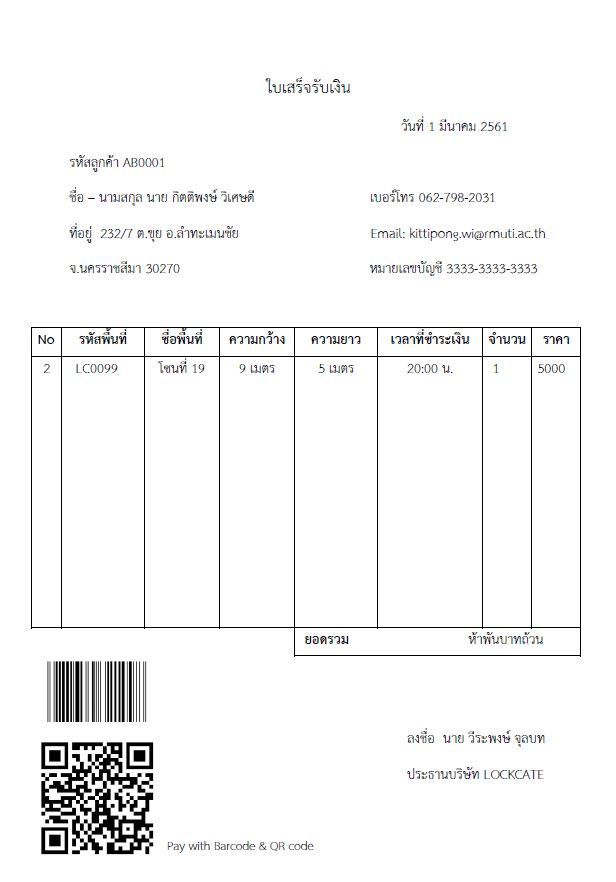 ใบเสร็จรับเงิน
วันที่ 1 มีนาคม 2561
รหัสลูกค้า AB0001
ชื่อ – นามสกุล นาย กิตติพงษ์ วิเศษดี เบอร์โทร 062-798-2031
ที่อยู่ 232/7 ต.ขุย อ.ลำทะเมนชัย Email: kittipong.wi@rmuti.ac.th
จ.นครราชสีมา 30270 หมายเลขบัญชี 3333-3333-3333
No รหัสพื้นที่ ชื่อพื้นที่ ความกว้าง ความยาว เวลาที่ชำระเงิน จำนวน ราคา
2 LC0099 โซนที่ 19 9 เมตร 5 เมตร 20:00 น. 1 5000
ยอดรวม ห้าพันบาทถ้วน
ลงชื่อ นาย วีระพงษ์ จุลบท
ประธานบริษัท LOCKCATE
Pay with Barcode & QR code